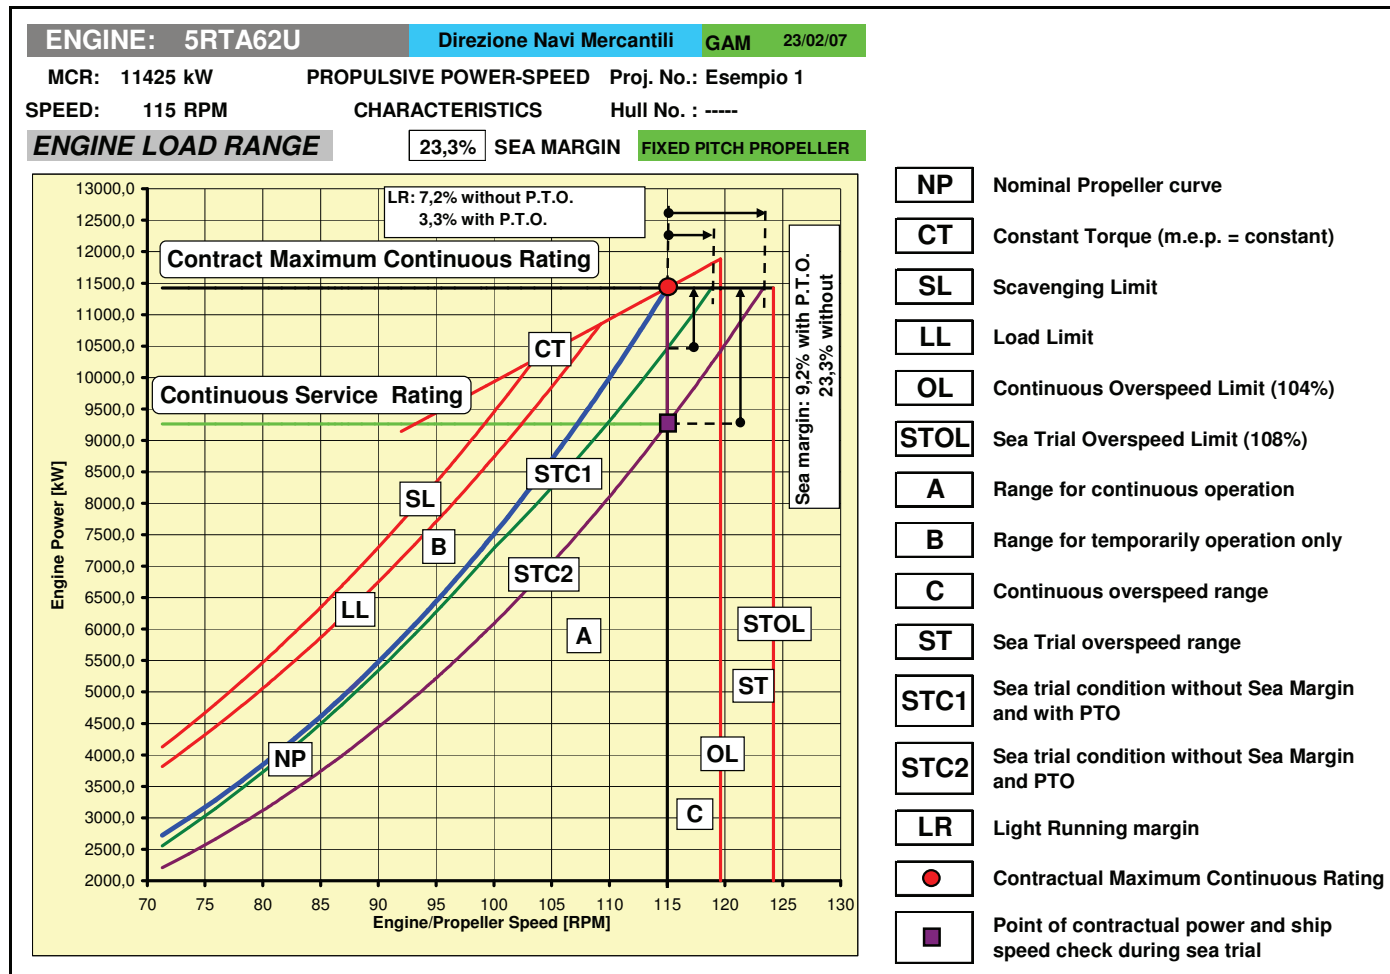 ENGINE: 5RTA62U
Direzione Navi Mercantili
GAM 23/02/07
MCR: 11425 kW
PROPULSIVE POWER-SPEED
Proj. No.: Esempio 1
SPEED: 115 RPM
CHARACTERISTICS
Hull No. : -----
ENGINE LOAD RANGE
23,3% SEA MARGIN
FIXED PITCH PROPELLER
LR: 7,2% without P.T.O.
3,3% with P.T.O.
Contract Maximum Continuous Rating
Continuous Service Rating
Sea margin: 9,2% with P.T.O.
23,3% without
CT
SL
B
LL
STC1
STC2
A
NP
STOL
ST
OL
C
Engine Power [kW]
13000,0
12500,0
12000,0
11500,0
11000,0
10500,0
10000,0
9500,0
9000,0
8500,0
8000,0
7500,0
7000,0
6500,0
6000,0
5500,0
5000,0
4500,0
4000,0
3500,0
3000,0
2500,0
2000,0
70 75 80 85 90 95 100 105 110 115 120 125 130
Engine/Propeller Speed [RPM]
NP Nominal Propeller curve
CT Constant Torque (m.e.p. = constant)
SL Scavenging Limit
LL Load Limit
OL Continuous Overspeed Limit (104%)
STOL Sea Trial Overspeed Limit (108%)
A Range for continuous operation
B Range for temporarily operation only
C Continuous overspeed range
ST Sea Trial overspeed range
STC1 Sea trial condition without Sea Margin
and with PTO
STC2 Sea trial condition without Sea Margin
and PTO
LR Light Running margin
Contractual Maximum Continuous Rating
Point of contractual power and ship
speed check during sea trial